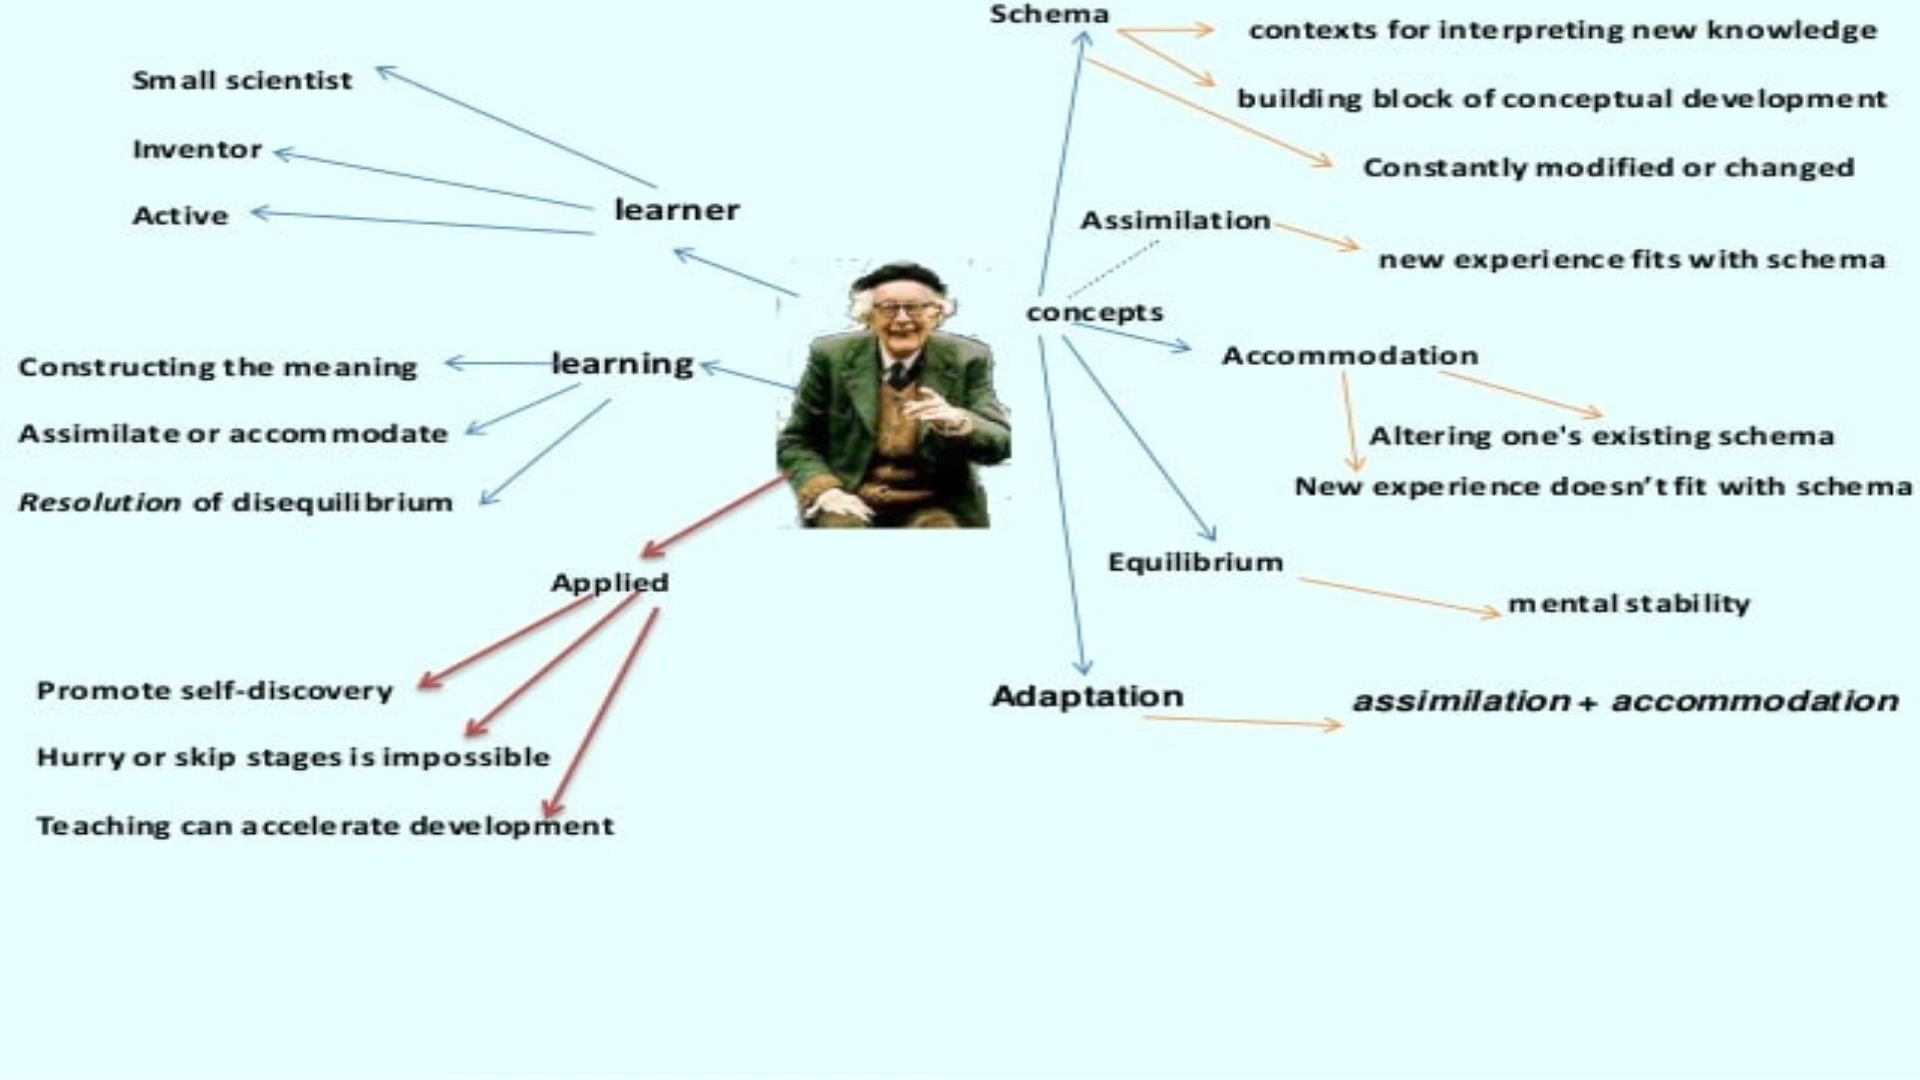 Schema
contexts for interpreting new knowledge
building block of conceptual development
Constantly modified or changed
Small scientist
Inventor
Active
learner
Assimilation
new experience fits with schema
concepts
Accommodation
Altering one's existing schema
New experience doesn’t fit with schema
Constructing the meaning
learning
Assimilate or accommodate
Resolution of disequilibrium
Equilibrium
mental stability
Applied
Adaptation
assimilation + accommodation
Promote self-discovery
Hurry or skip stages is impossible
Teaching can accelerate development